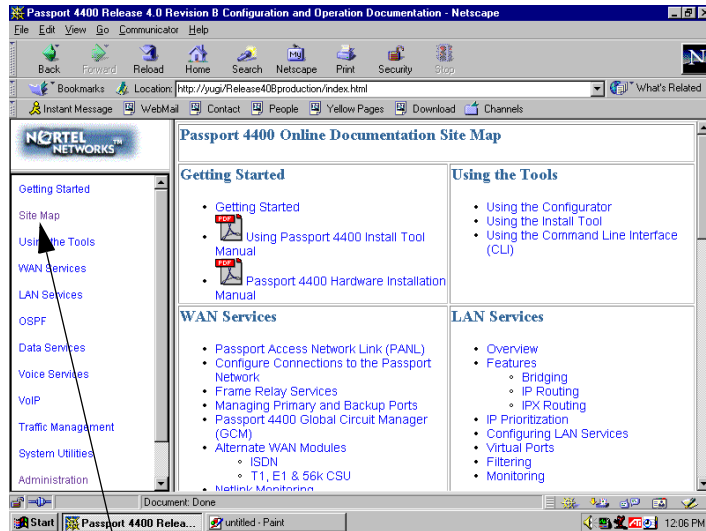 Passport 4400 Release 4.0 Revision B Configuration and Operation Documentation - Netscape
File Edit View Go Communicator Help
Back Forward Reload Home Search Netscape Print Security Stop
My
N
Bookmarks Location: http://yugi/Release40Bproduction/index.html What's Related
Instant Message WebMail Contact People Yellow Pages Download Channels
NORTEL NETWORKS™
Getting Started
Site Map
Using the Tools
WAN Services
LAN Services
OSPF
Data Services
Voice Services
VoIP
Traffic Management
System Utilities
Administration
Passport 4400 Online Documentation Site Map
Getting Started
• Getting Started
• PDF Using Passport 4400 Install Tool
Manual
• PDF Passport 4400 Hardware Installation
Manual
Using the Tools
• Using the Configurator
• Using the Install Tool
• Using the Command Line Interface
(CLI)
WAN Services
• Passport Access Network Link (PANL)
• Configure Connections to the Passport
Network
• Frame Relay Services
• Managing Primary and Backup Ports
• Passport 4400 Global Circuit Manager
(GCM)
• Alternate WAN Modules
◦ ISDN
◦ T1, E1 & 56k CSU
• Netlink Monitoring
LAN Services
• Overview
• Features
◦ Bridging
◦ IP Routing
◦ IPX Routing
• IP Prioritization
• Configuring LAN Services
• Virtual Ports
• Filtering
• Monitoring
Document: Done
Start Passport 4400 Relea... untitled - Paint 12:06 PM